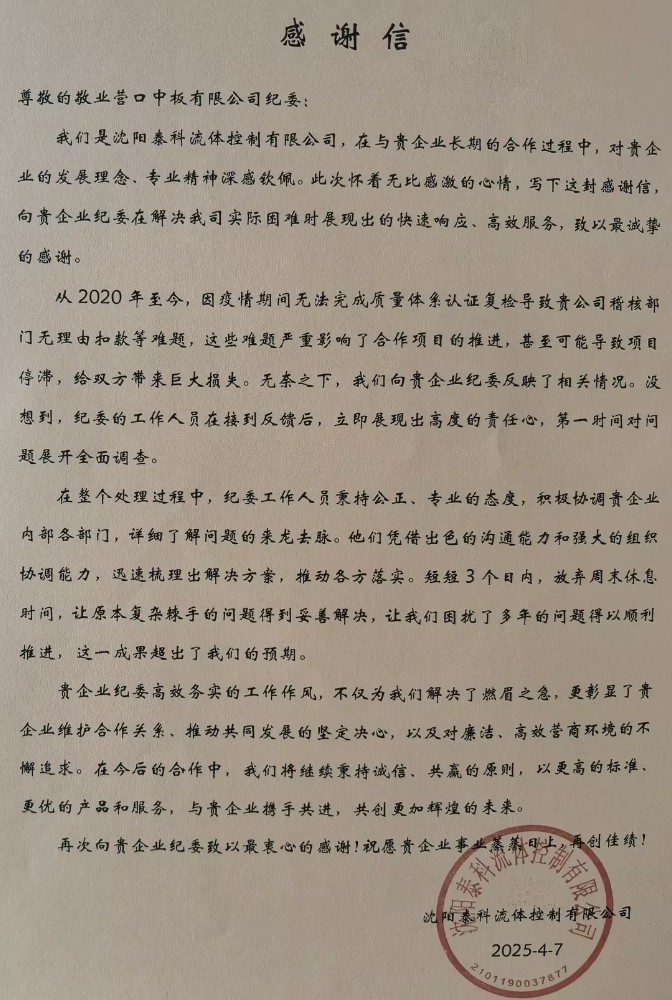 感谢信
尊敬的敬业营口中板有限公司纪委：
我们是沈阳泰科流体控制有限公司，在与贵企业长期的合作过程中，对贵企
业的发展理念、专业精神深感钦佩。此次怀着无比感激的心情，写下这封感谢信，
向贵企业纪委在解决我司实际困难时展现出的快速响应、高效服务，致以最诚挚
的感谢。
从2020年至今，因疫情期间无法完成质量体系认证复检导致贵公司稽核部
门无理由扣款等难题，这些难题严重影响了合作项目的推进，甚至可能导致项目
停滞，给双方带来巨大损失。无奈之下，我们向贵企业纪委反映了相关情况。没
想到，纪委的工作人员在接到反馈后，立即展现出高度的责任心，第一时间对问
题展开全面调查。
在整个处理过程中，纪委工作人员秉持公正、专业的态度，积极协调贵企业
内部各部门，详细了解问题的来龙去脉。他们凭借出色的沟通能力和强大的组织
协调能力，迅速梳理出解决方案，推动各方落实。短短3个日内，放弃周末休息
时间，让原本复杂棘手的问题得到妥善解决，让我们困扰了多年的问题得以顺利
推进，这一成果超出了我们的预期。
贵企业纪委高效务实的工作作风，不仅为我们解决了燃眉之急，更彰显了贵
企业维护合作关系、推动共同发展的坚定决心，以及对廉洁、高效营商环境的不
懈追求。在今后的合作中，我们将继续秉持诚信、共赢的原则，以更高的标准、
更优的产品和服务，与贵企业携手共进，共创更加辉煌的未来。
再次向贵企业纪委致以最衷心的感谢！祝愿贵企业事业蒸蒸日上，再创佳绩！
沈阳泰科流体控制有限公司
沈阳泰科流体控制有限公司
2025-4-7
2101190037877